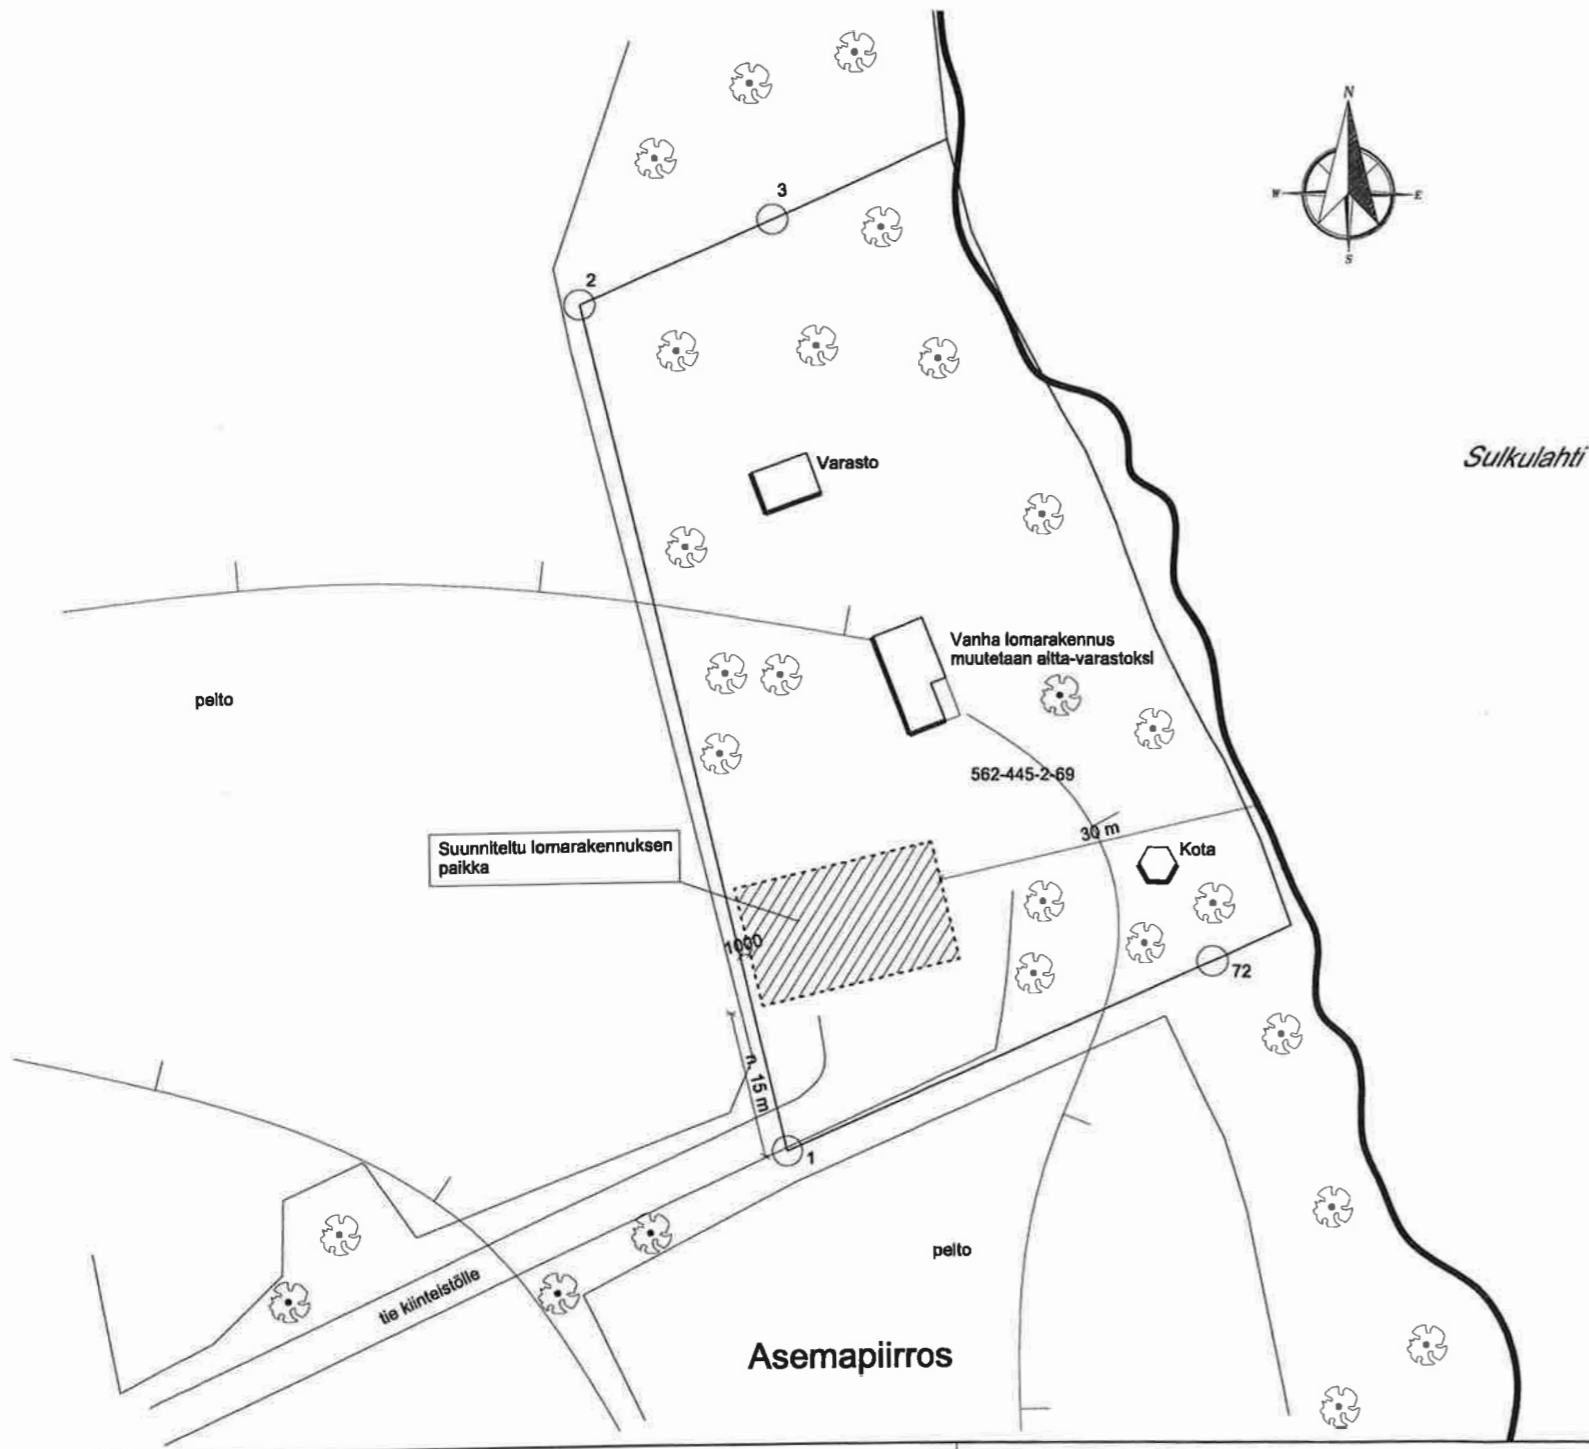 N
W
E
S
3
2
Varasto
Sulkulahti
Vanha lomarakennus
muutetaan aitta-varastoksi
pelto
562-445-2-69
30 m
Suunniteltu lomarakennuksen
paikka
Kota
1000
72
n. 15 m
1
pelto
tie kiinteistölle
Asemapiirros